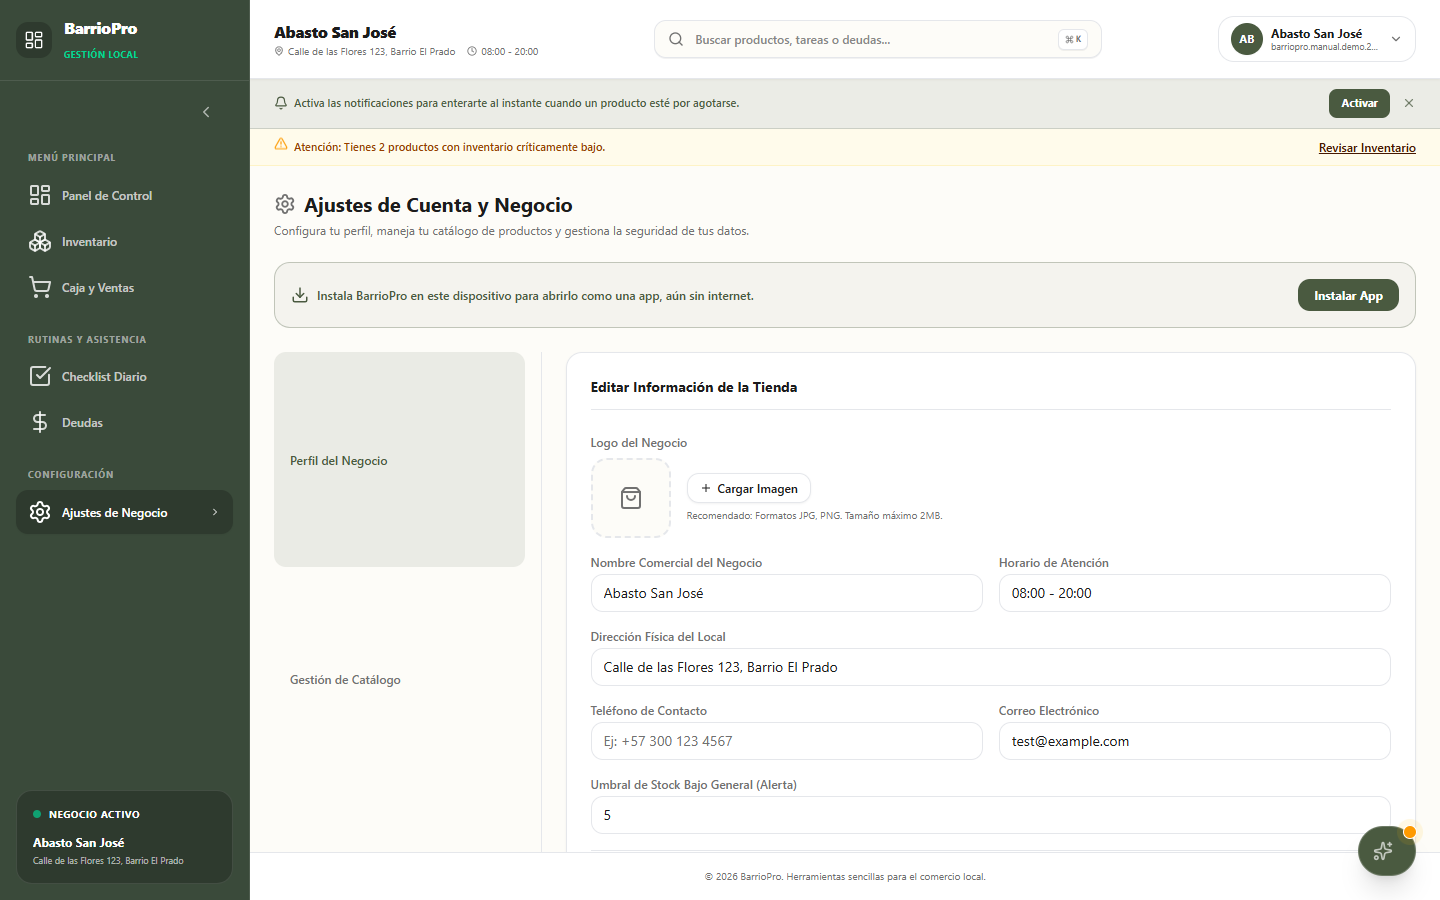 BarrioPro
GESTIÓN LOCAL
MENÚ PRINCIPAL
Panel de Control
Inventario
Caja y Ventas
RUTINAS Y ASISTENCIA
Checklist Diario
Deudas
CONFIGURACIÓN
Ajustes de Negocio
NEGOCIO ACTIVO
Abasto San José
Calle de las Flores 123, Barrio El Prado
Abasto San José
Calle de las Flores 123, Barrio El Prado 08:00 - 20:00
Buscar productos, tareas o deudas... ⌘ K
AB
Abasto San José
barriopro.manual.demo.2...
Activa las notificaciones para enterarte al instante cuando un producto esté por agotarse.
Activar
Atención: Tienes 2 productos con inventario críticamente bajo.
Revisar Inventario
Ajustes de Cuenta y Negocio
Configura tu perfil, maneja tu catálogo de productos y gestiona la seguridad de tus datos.
Instala BarrioPro en este dispositivo para abrirlo como una app, aún sin internet.
Instalar App
Perfil del Negocio
Gestión de Catálogo
Editar Información de la Tienda
Logo del Negocio
+ Cargar Imagen
Recomendado: Formatos JPG, PNG. Tamaño máximo 2MB.
Nombre Comercial del Negocio
Abasto San José
Horario de Atención
08:00 - 20:00
Dirección Física del Local
Calle de las Flores 123, Barrio El Prado
Teléfono de Contacto
Ej: +57 300 123 4567
Correo Electrónico
test@example.com
Umbral de Stock Bajo General (Alerta)
5
© 2026 BarrioPro. Herramientas sencillas para el comercio local.